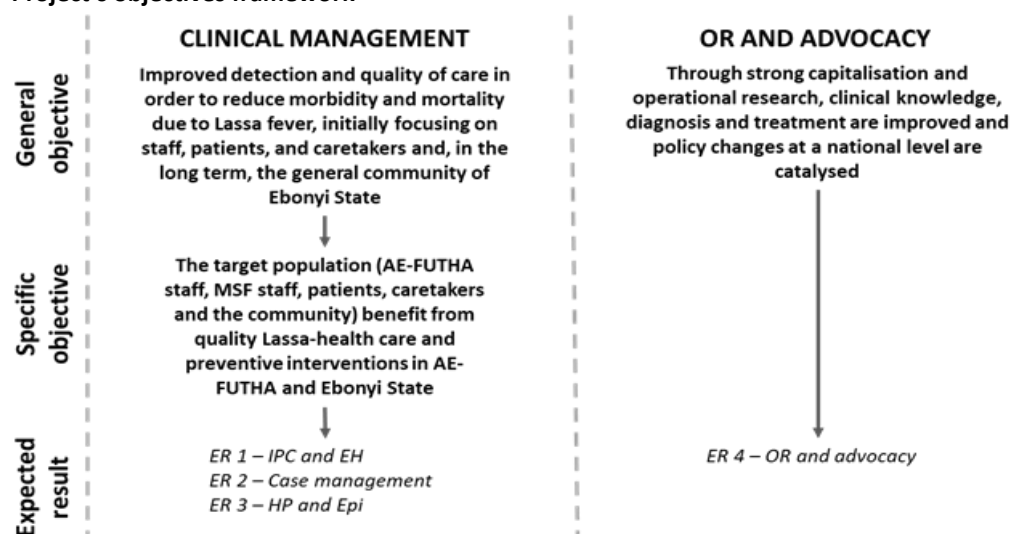 CLINICAL MANAGEMENT
Improved detection and quality of care in
order to reduce morbidity and mortality
due to Lassa fever, initially focusing on
staff, patients, and caretakers and, in the
long term, the general community of
Ebonyi State
OR AND ADVOCACY
Through strong capitalisation and
operational research, clinical knowledge,
diagnosis and treatment are improved and
policy changes at a national level are
catalysed
General
objective
The target population (AE-FUTHA
staff, MSF staff, patients, caretakers
and the community) benefit from
quality Lassa-health care and
preventive interventions in AE-
FUTHA and Ebonyi State
Specific
objective
ER 1 – IPC and EH
ER 2 – Case management
ER 3 – HP and Epi
ER 4 – OR and advocacy
Expected
result